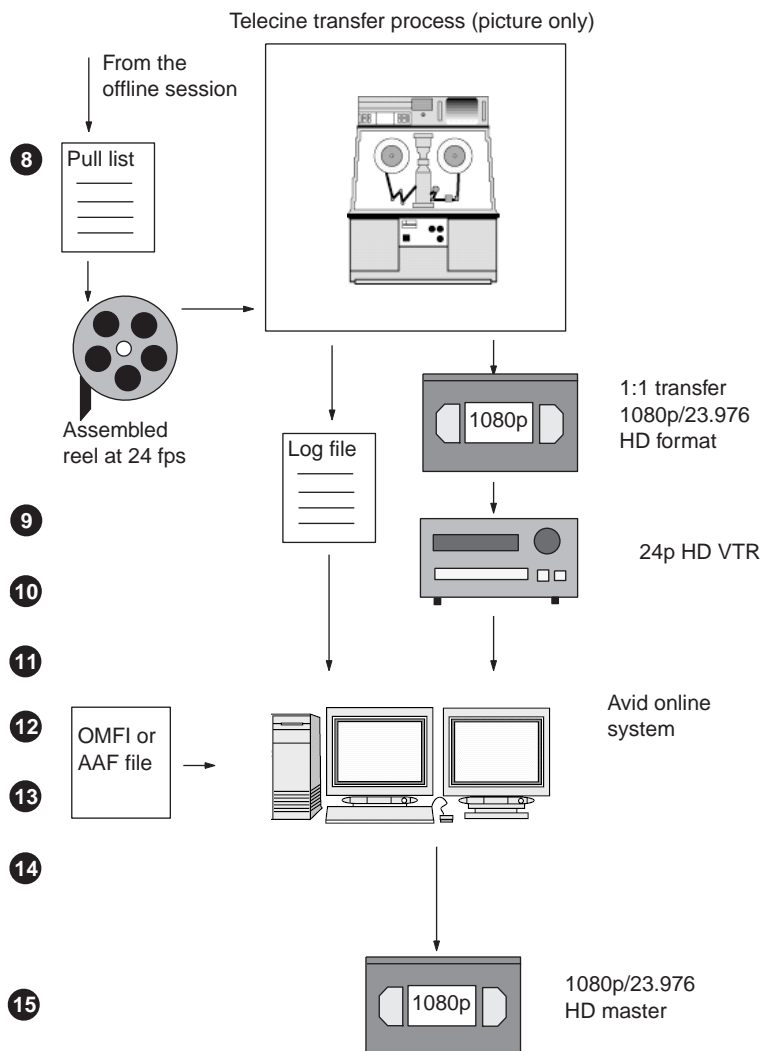 Telecine transfer process (picture only)
From the
offline session
8
Pull list
Assembled
reel at 24 fps
Log file
1080p
1:1 transfer
1080p/23.976
HD format
9
24p HD VTR
10
11
12
OMFI or
AAF file
Avid online
system
13
14
15
1080p
1080p/23.976
HD master